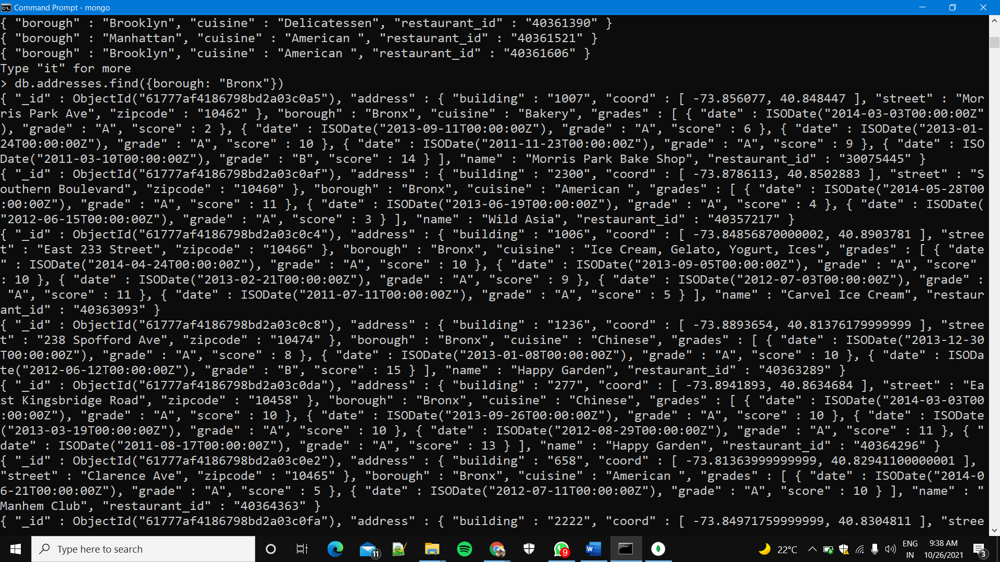 Command Prompt - mongo
{ "borough" : "Brooklyn", "cuisine" : "Delicatessen", "restaurant_id" : "40361390" }
{ "borough" : "Manhattan", "cuisine" : "American ", "restaurant_id" : "40361521" }
{ "borough" : "Brooklyn", "cuisine" : "American ", "restaurant_id" : "40361606" }
Type "it" for more
> db.addresses.find({borough: "Bronx"})
{ "_id" : ObjectId("61777af4186798bd2a03c0a5"), "address" : { "building" : "1007", "coord" : [ -73.856077, 40.848447 ], "street" : "Mor
ris Park Ave", "zipcode" : "10462" }, "borough" : "Bronx", "cuisine" : "Bakery", "grades" : [ { "date" : ISODate("2014-03-03T00:00:00Z"
), "grade" : "A", "score" : 2 }, { "date" : ISODate("2013-09-11T00:00:00Z"), "grade" : "A", "score" : 6 }, { "date" : ISODate("2013-01-
24T00:00:00Z"), "grade" : "A", "score" : 10 }, { "date" : ISODate("2011-11-23T00:00:00Z"), "grade" : "A", "score" : 9 }, { "date" : ISO
Date("2011-03-10T00:00:00Z"), "grade" : "B", "score" : 14 } ], "name" : "Morris Park Bake Shop", "restaurant_id" : "30075445" }
{ "_id" : ObjectId("61777af4186798bd2a03c0af"), "address" : { "building" : "2300", "coord" : [ -73.8786113, 40.8502883 ], "street" : "S
outhern Boulevard", "zipcode" : "10460" }, "borough" : "Bronx", "cuisine" : "American ", "grades" : [ { "date" : ISODate("2014-05-28T00
:00:00Z"), "grade" : "A", "score" : 11 }, { "date" : ISODate("2013-06-19T00:00:00Z"), "grade" : "A", "score" : 4 }, { "date" : ISODate(
"2012-06-15T00:00:00Z"), "grade" : "A", "score" : 3 } ], "name" : "Wild Asia", "restaurant_id" : "40357217" }
{ "_id" : ObjectId("61777af4186798bd2a03c0c4"), "address" : { "building" : "1006", "coord" : [ -73.84856870000002, 40.8903781 ], "stree
t" : "East 233 Street", "zipcode" : "10466" }, "borough" : "Bronx", "cuisine" : "Ice Cream, Gelato, Yogurt, Ices", "grades" : [ { "date
" : ISODate("2014-04-24T00:00:00Z"), "grade" : "A", "score" : 10 }, { "date" : ISODate("2013-09-05T00:00:00Z"), "grade" : "A", "score"
: 10 }, { "date" : ISODate("2013-02-21T00:00:00Z"), "grade" : "A", "score" : 9 }, { "date" : ISODate("2012-07-03T00:00:00Z"), "grade" :
"A", "score" : 11 }, { "date" : ISODate("2011-07-11T00:00:00Z"), "grade" : "A", "score" : 5 } ], "name" : "Carvel Ice Cream", "restaur
ant_id" : "40363093" }
{ "_id" : ObjectId("61777af4186798bd2a03c0c8"), "address" : { "building" : "1236", "coord" : [ -73.8893654, 40.81376179999999 ], "stree
t" : "238 Spofford Ave", "zipcode" : "10474" }, "borough" : "Bronx", "cuisine" : "Chinese", "grades" : [ { "date" : ISODate("2013-12-30
T00:00:00Z"), "grade" : "A", "score" : 8 }, { "date" : ISODate("2013-01-08T00:00:00Z"), "grade" : "A", "score" : 10 }, { "date" : ISODa
te("2012-06-12T00:00:00Z"), "grade" : "B", "score" : 15 } ], "name" : "Happy Garden", "restaurant_id" : "40363289" }
{ "_id" : ObjectId("61777af4186798bd2a03c0da"), "address" : { "building" : "277", "coord" : [ -73.8941893, 40.8634684 ], "street" : "Ea
st Kingsbridge Road", "zipcode" : "10458" }, "borough" : "Bronx", "cuisine" : "Chinese", "grades" : [ { "date" : ISODate("2014-03-03T00
:00:00Z"), "grade" : "A", "score" : 10 }, { "date" : ISODate("2013-09-26T00:00:00Z"), "grade" : "A", "score" : 10 }, { "date" : ISODate
("2013-03-19T00:00:00Z"), "grade" : "A", "score" : 10 }, { "date" : ISODate("2012-08-29T00:00:00Z"), "grade" : "A", "score" : 11 }, { "
date" : ISODate("2011-08-17T00:00:00Z"), "grade" : "A", "score" : 13 } ], "name" : "Happy Garden", "restaurant_id" : "40364296" }
{ "_id" : ObjectId("61777af4186798bd2a03c0e2"), "address" : { "building" : "658", "coord" : [ -73.81363999999999, 40.82941100000001 ],
"street" : "Clarence Ave", "zipcode" : "10465" }, "borough" : "Bronx", "cuisine" : "American ", "grades" : [ { "date" : ISODate("2014-0
6-21T00:00:00Z"), "grade" : "A", "score" : 5 }, { "date" : ISODate("2012-07-11T00:00:00Z"), "grade" : "A", "score" : 10 } ], "name" : "
Manhem Club", "restaurant_id" : "40364363" }
{ "_id" : ObjectId("61777af4186798bd2a03c0fa"), "address" : { "building" : "2222", "coord" : [ -73.84971759999999, 40.8304811 ], "stree
Type here to search
11
9
W
22°C
ENG
IN
9:38 AM
10/26/2021
3